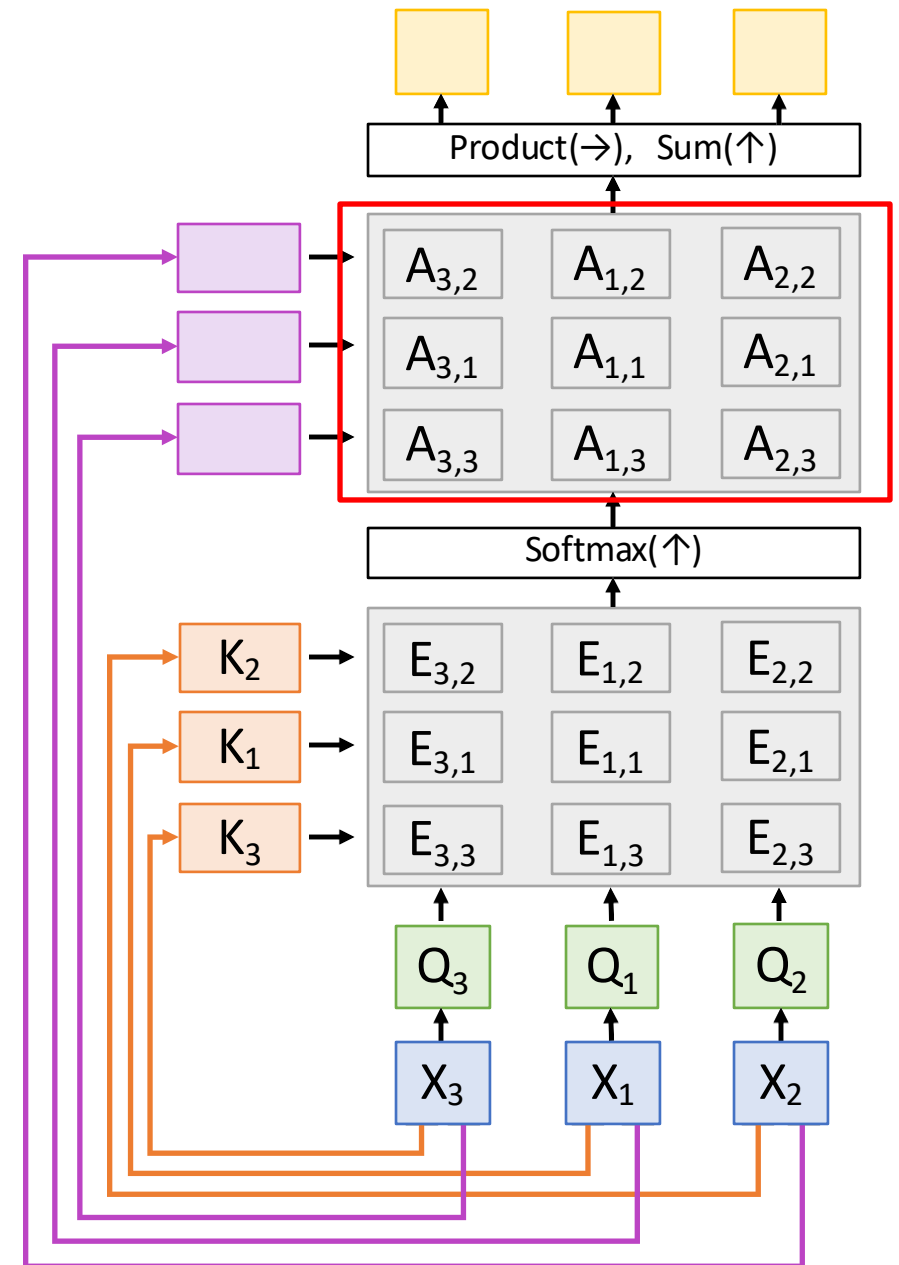 Product(→), Sum(↑)
A3,2 A1,2 A2,2
A3,1 A1,1 A2,1
A3,3 A1,3 A2,3
Softmax(↑)
K2 E3,2 E1,2 E2,2
K1 E3,1 E1,1 E2,1
K3 E3,3 E1,3 E2,3
Q3 Q1 Q2
X3 X1 X2